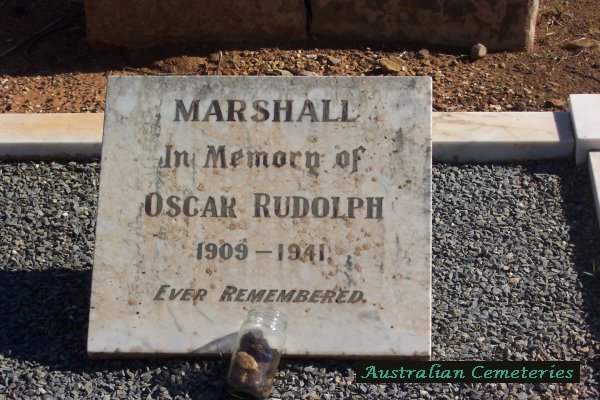 MARSHALL
In Memory of
OSCAR RUDOLPH
1909 – 1941.
EVER REMEMBERED.
Australian Cemeteries